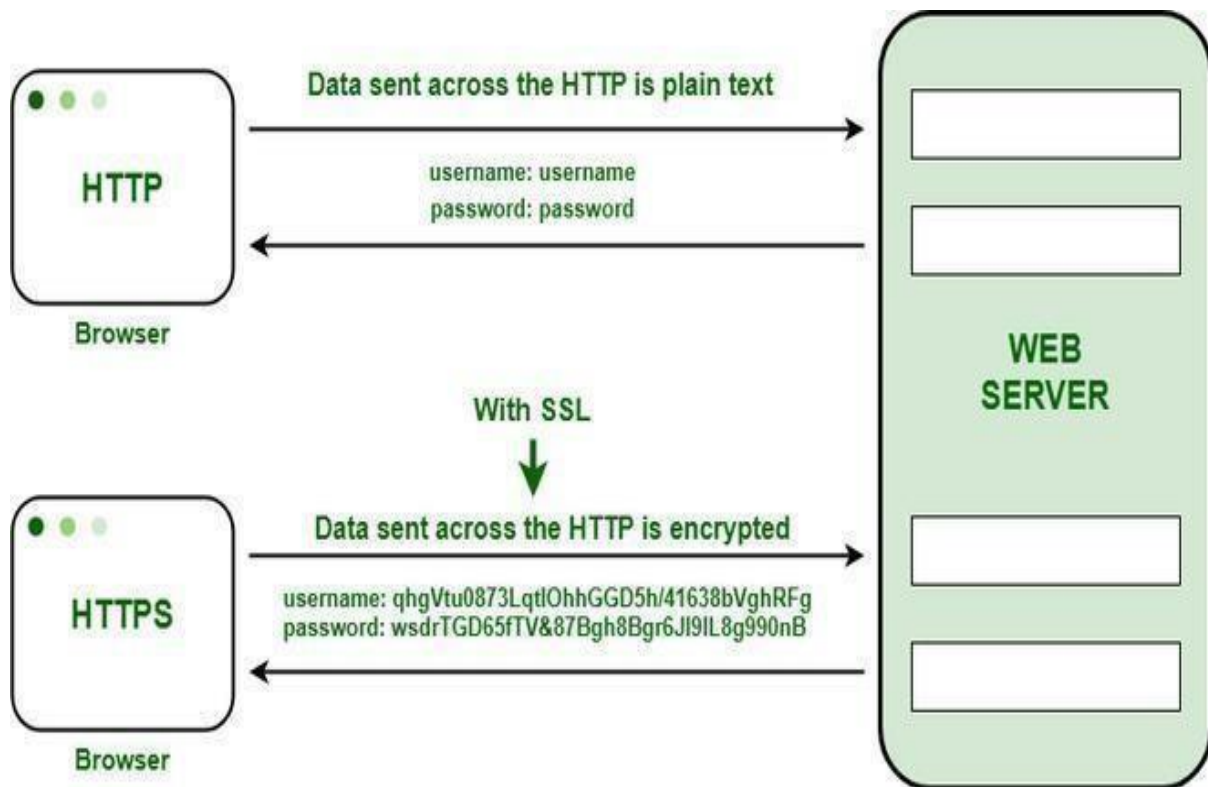 Data sent across the HTTP is plain text
HTTP
username: username
password: password
Browser
WEB
SERVER
With SSL
Data sent across the HTTP is encrypted
HTTPS
username: qhgVtu0873LqtlOhhGGD5h/41638bVghRFg
password: wsdrTGD65fTV&87Bgh8Bgr6Jl9lL8g990nB
Browser